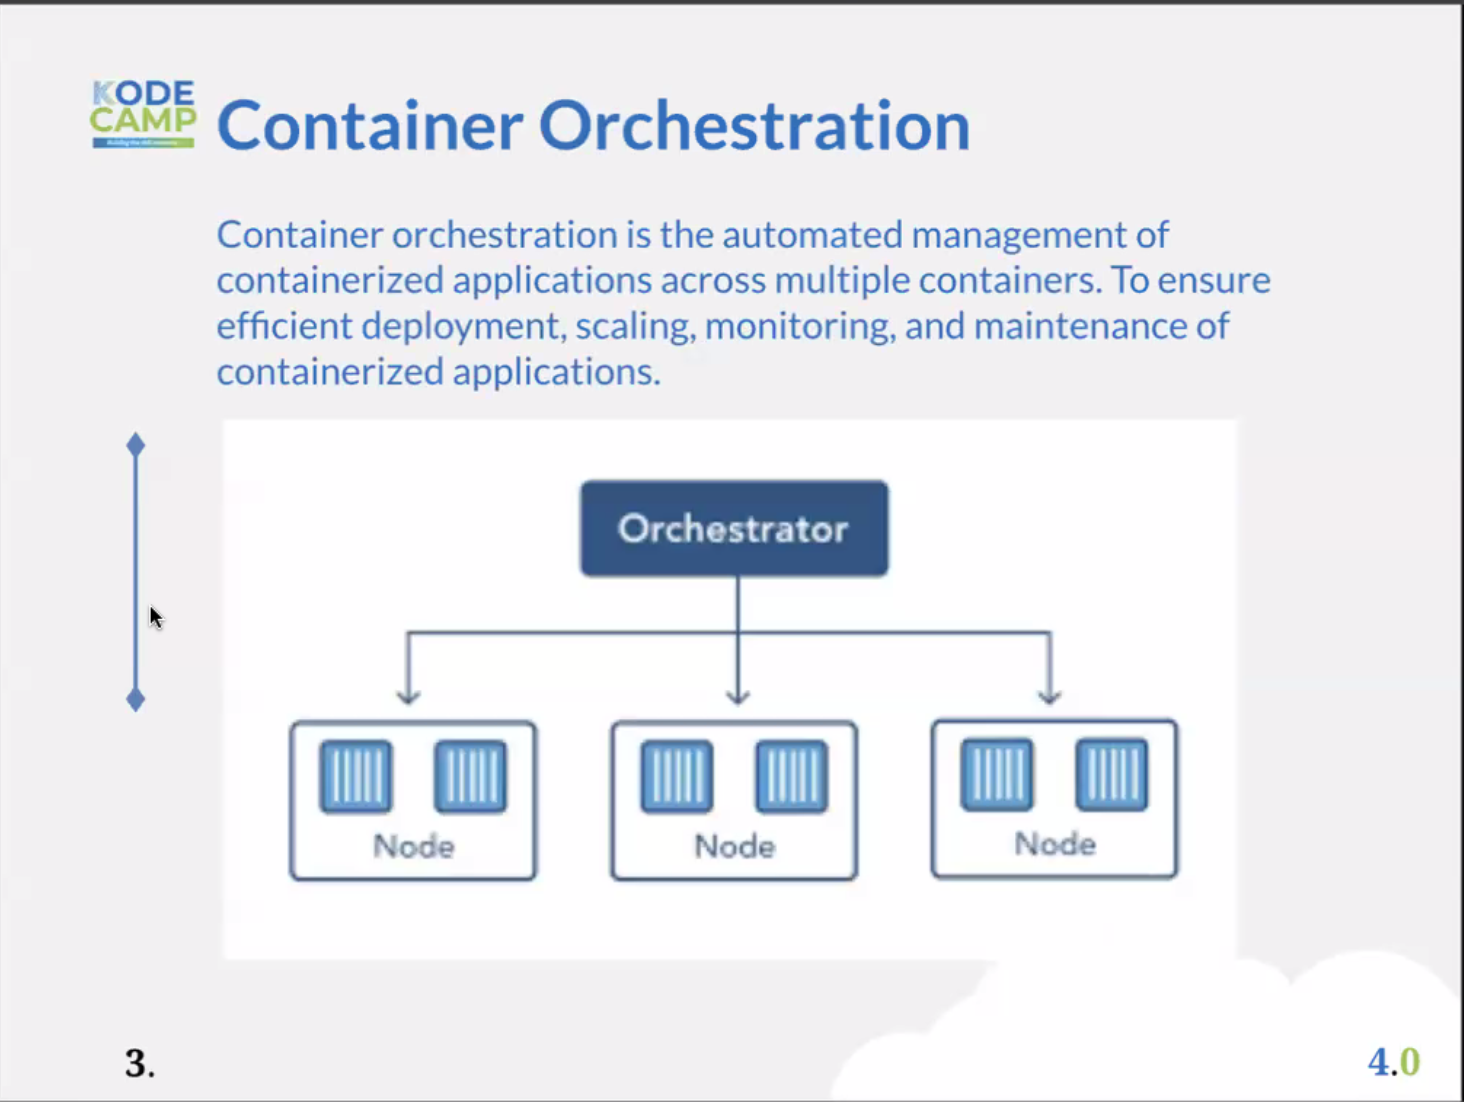 KODE
CAMP
Container Orchestration
Container orchestration is the automated management of
containerized applications across multiple containers. To ensure
efficient deployment, scaling, monitoring, and maintenance of
containerized applications.
Orchestrator
Node
Node
Node
3.
4.0